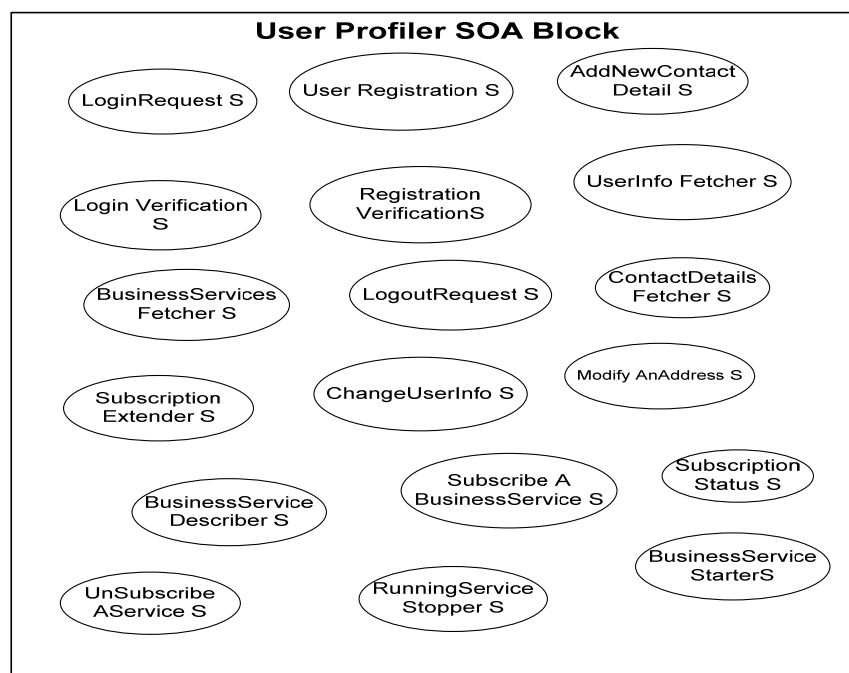 User Profiler SOA Block
LoginRequest S
User Registration S
AddNewContact
Detail S
Login Verification
S
Registration
VerificationS
UserInfo Fetcher S
BusinessServices
Fetcher S
LogoutRequest S
ContactDetails
Fetcher S
Subscription
Extender S
ChangeUserInfo S
Modify AnAddress S
BusinessService
Describer S
Subscribe A
BusinessService S
Subscription
Status S
UnSubscribe
AService S
RunningService
Stopper S
BusinessService
StarterS